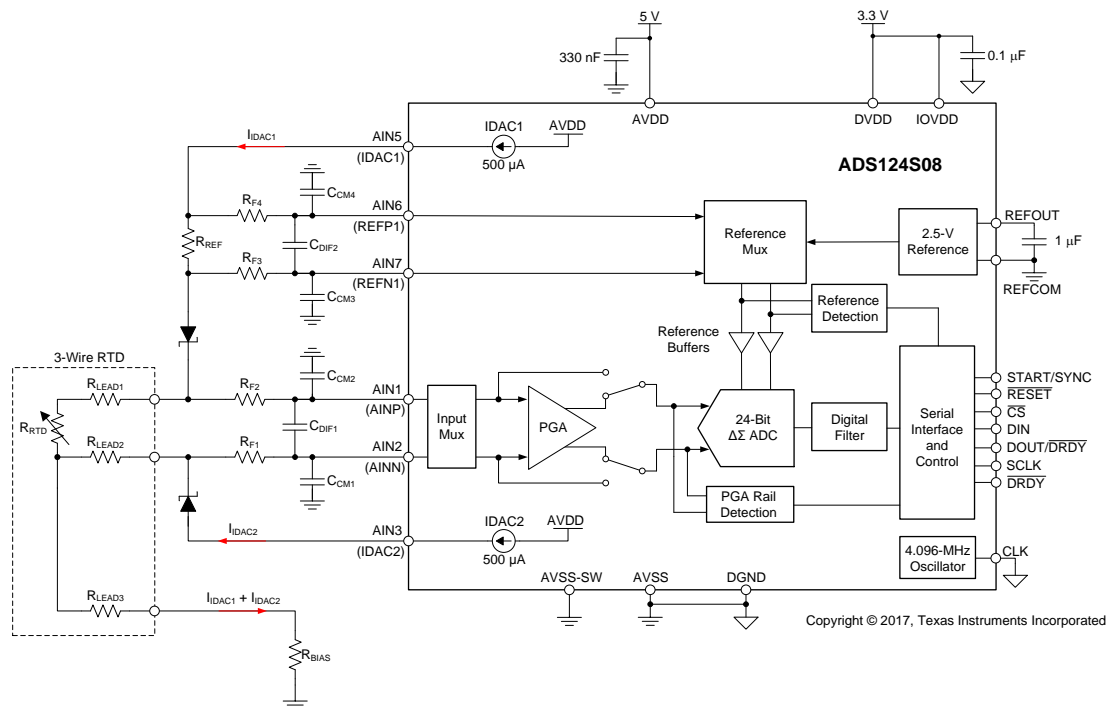 5 V
3.3 V
330 nF
0.1 μF
AVDD
DVDD
IOVDD
IIDAC1
AIN5
(IDAC1)
IDAC1
AVDD
500 μA
ADS124S08
CCM4
RF4
AIN6
(REFP1)
RREF
CDIF2
RF3
AIN7
(REFN1)
CCM3
Reference
Mux
2.5-V
Reference
REFOUT
1 μF
REFCOM
Reference
Detection
Reference
Buffers
3-Wire RTD
RLEAD1
RF2
CCM2
AIN1
(AINP)
RRTD
CDIF1
RLEAD2
RF1
AIN2
(AINN)
CCM1
Input
Mux
PGA
24-Bit
ΔΣ ADC
Digital
Filter
Serial
Interface
and
Control
START/SYNC
RESET
CS
DIN
DOUT/DRDY
SCLK
DRDY
PGA Rail
Detection
IIDAC2
AIN3
(IDAC2)
IDAC2
AVDD
500 μA
4.096-MHz
Oscillator
CLK
AVSS-SW
AVSS
DGND
RLEAD3
IIDAC1 + IIDAC2
RBIAS
Copyright © 2017, Texas Instruments Incorporated